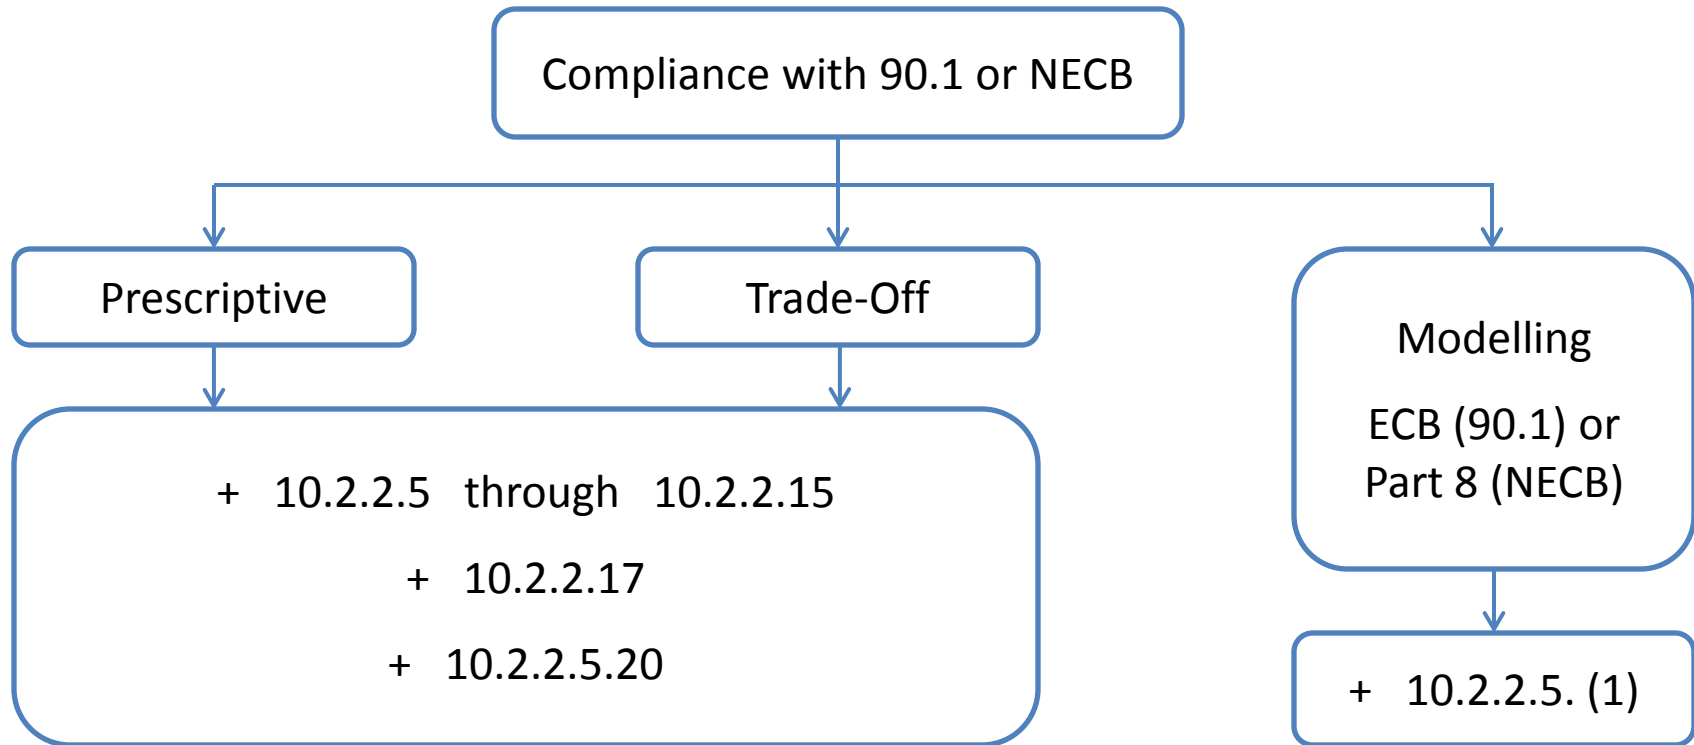 Compliance with 90.1 or NECB
Prescriptive
Trade-Off
Modelling
ECB (90.1) or
Part 8 (NECB)
+ 10.2.2.5 through 10.2.2.15
+ 10.2.2.17
+ 10.2.2.5.20
+ 10.2.2.5. (1)